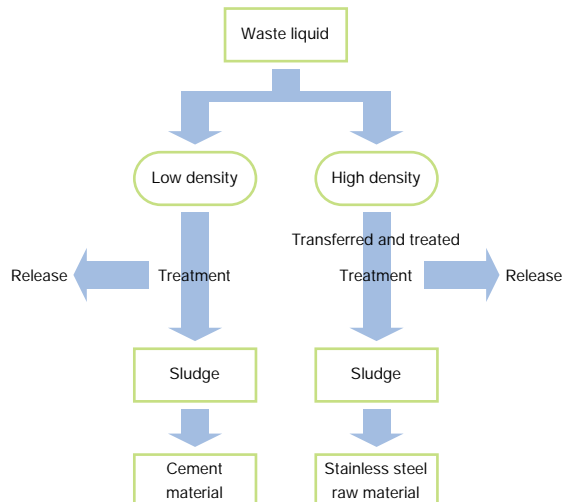 Waste liquid
Low density
High density
Transferred and treated
Release
Treatment
Treatment
Release
Sludge
Sludge
Cement
material
Stainless steel
raw material